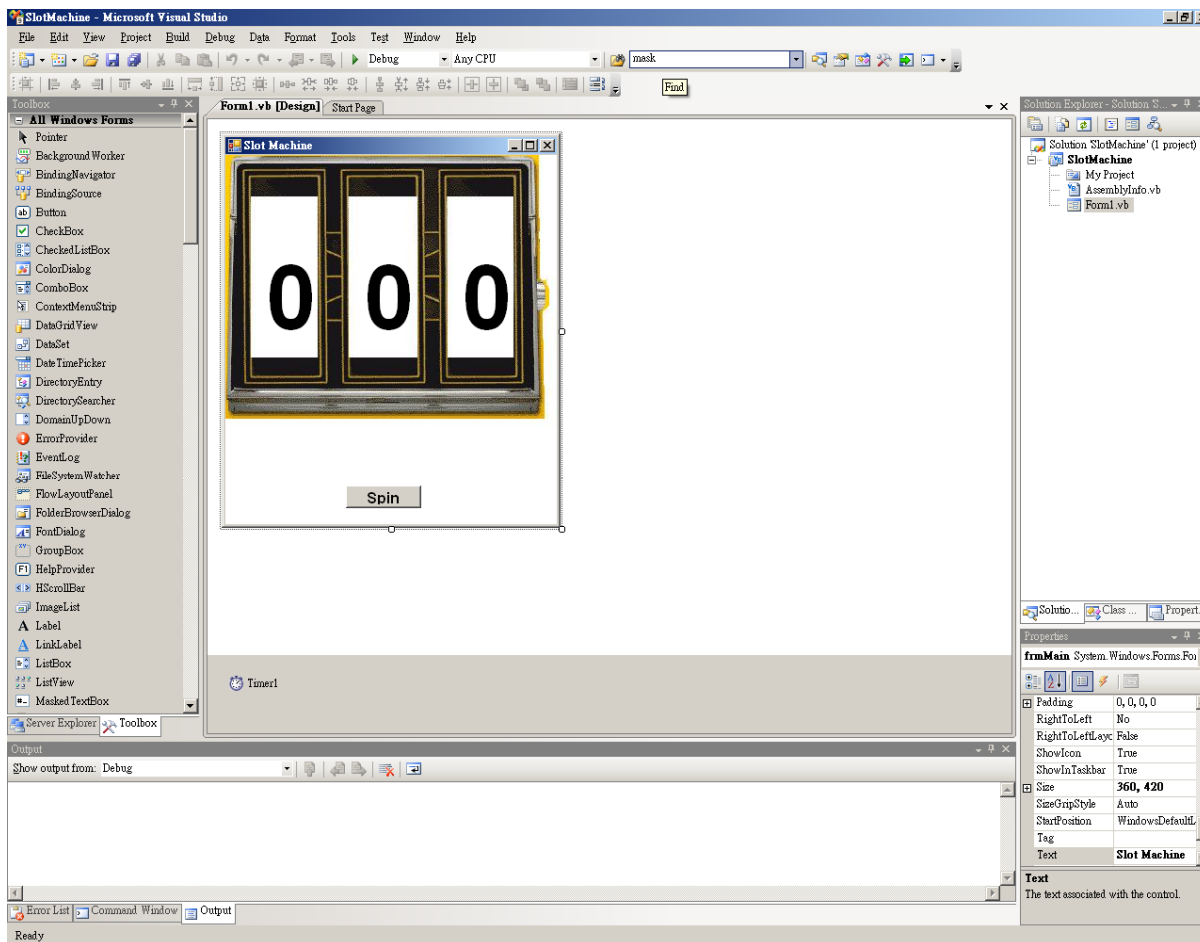 SlotMachine - Microsoft Visual Studio
File Edit View Project Build Debug Data Format Tools Test Window Help
Debug Any CPU mask
Find
Toolbox
All Windows Forms
Pointer
BackgroundWorker
BindingNavigator
BindingSource
Button
CheckBox
CheckedListBox
ColorDialog
ComboBox
ContextMenuStrip
DataGridView
DataSet
DateTimePicker
DirectoryEntry
DirectorySearcher
DomainUpDown
ErrorProvider
EventLog
FileSystemWatcher
FlowLayoutPanel
FolderBrowserDialog
FontDialog
GroupBox
HelpProvider
HScrollBar
ImageList
Label
LinkLabel
ListBox
ListView
MaskedTextBox
Server Explorer Toolbox
Form1.vb [Design] Start Page
Slot Machine
0 0 0
Spin
Timer1
Solution Explorer - Solution 'S...
Solution 'SlotMachine' (1 project)
SlotMachine
My Project
AssemblyInfo.vb
Form1.vb
Solutio... Class ... Propert.
Properties
frmMain System.Windows.Forms.For
Padding 0, 0, 0, 0
RightToLeft No
RightToLeftLayc False
ShowIcon True
ShowInTaskbar True
Size 360, 420
SizeGripStyle Auto
StartPosition WindowsDefaultL
Tag
Text Slot Machine
Text
The text associated with the control.
Output
Show output from: Debug
Error List Command Window Output
Ready